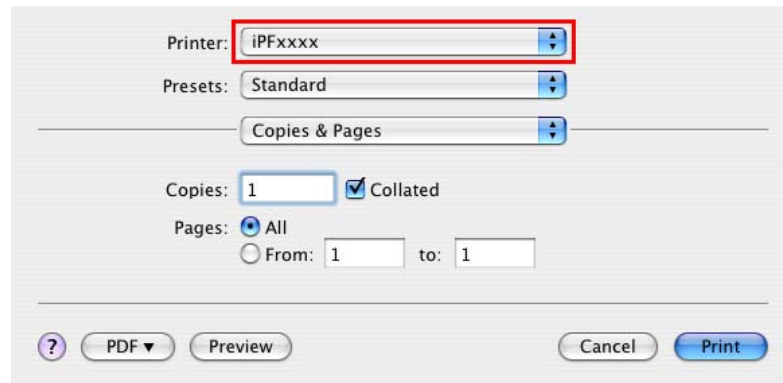 Printer: iPFxxxx
Presets: Standard
Copies & Pages
Copies: 1 Collated
Pages: All
From: 1 to: 1
? PDF▼ Preview Cancel Print